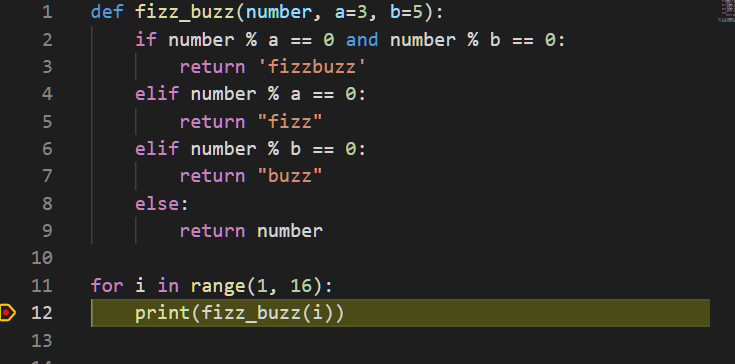 1 def fizz_buzz(number, a=3, b=5):
2     if number % a == 0 and number % b == 0:
3         return 'fizzbuzz'
4     elif number % a == 0:
5         return "fizz"
6     elif number % b == 0:
7         return "buzz"
8     else:
9         return number
10
11 for i in range(1, 16):
12     print(fizz_buzz(i))
13